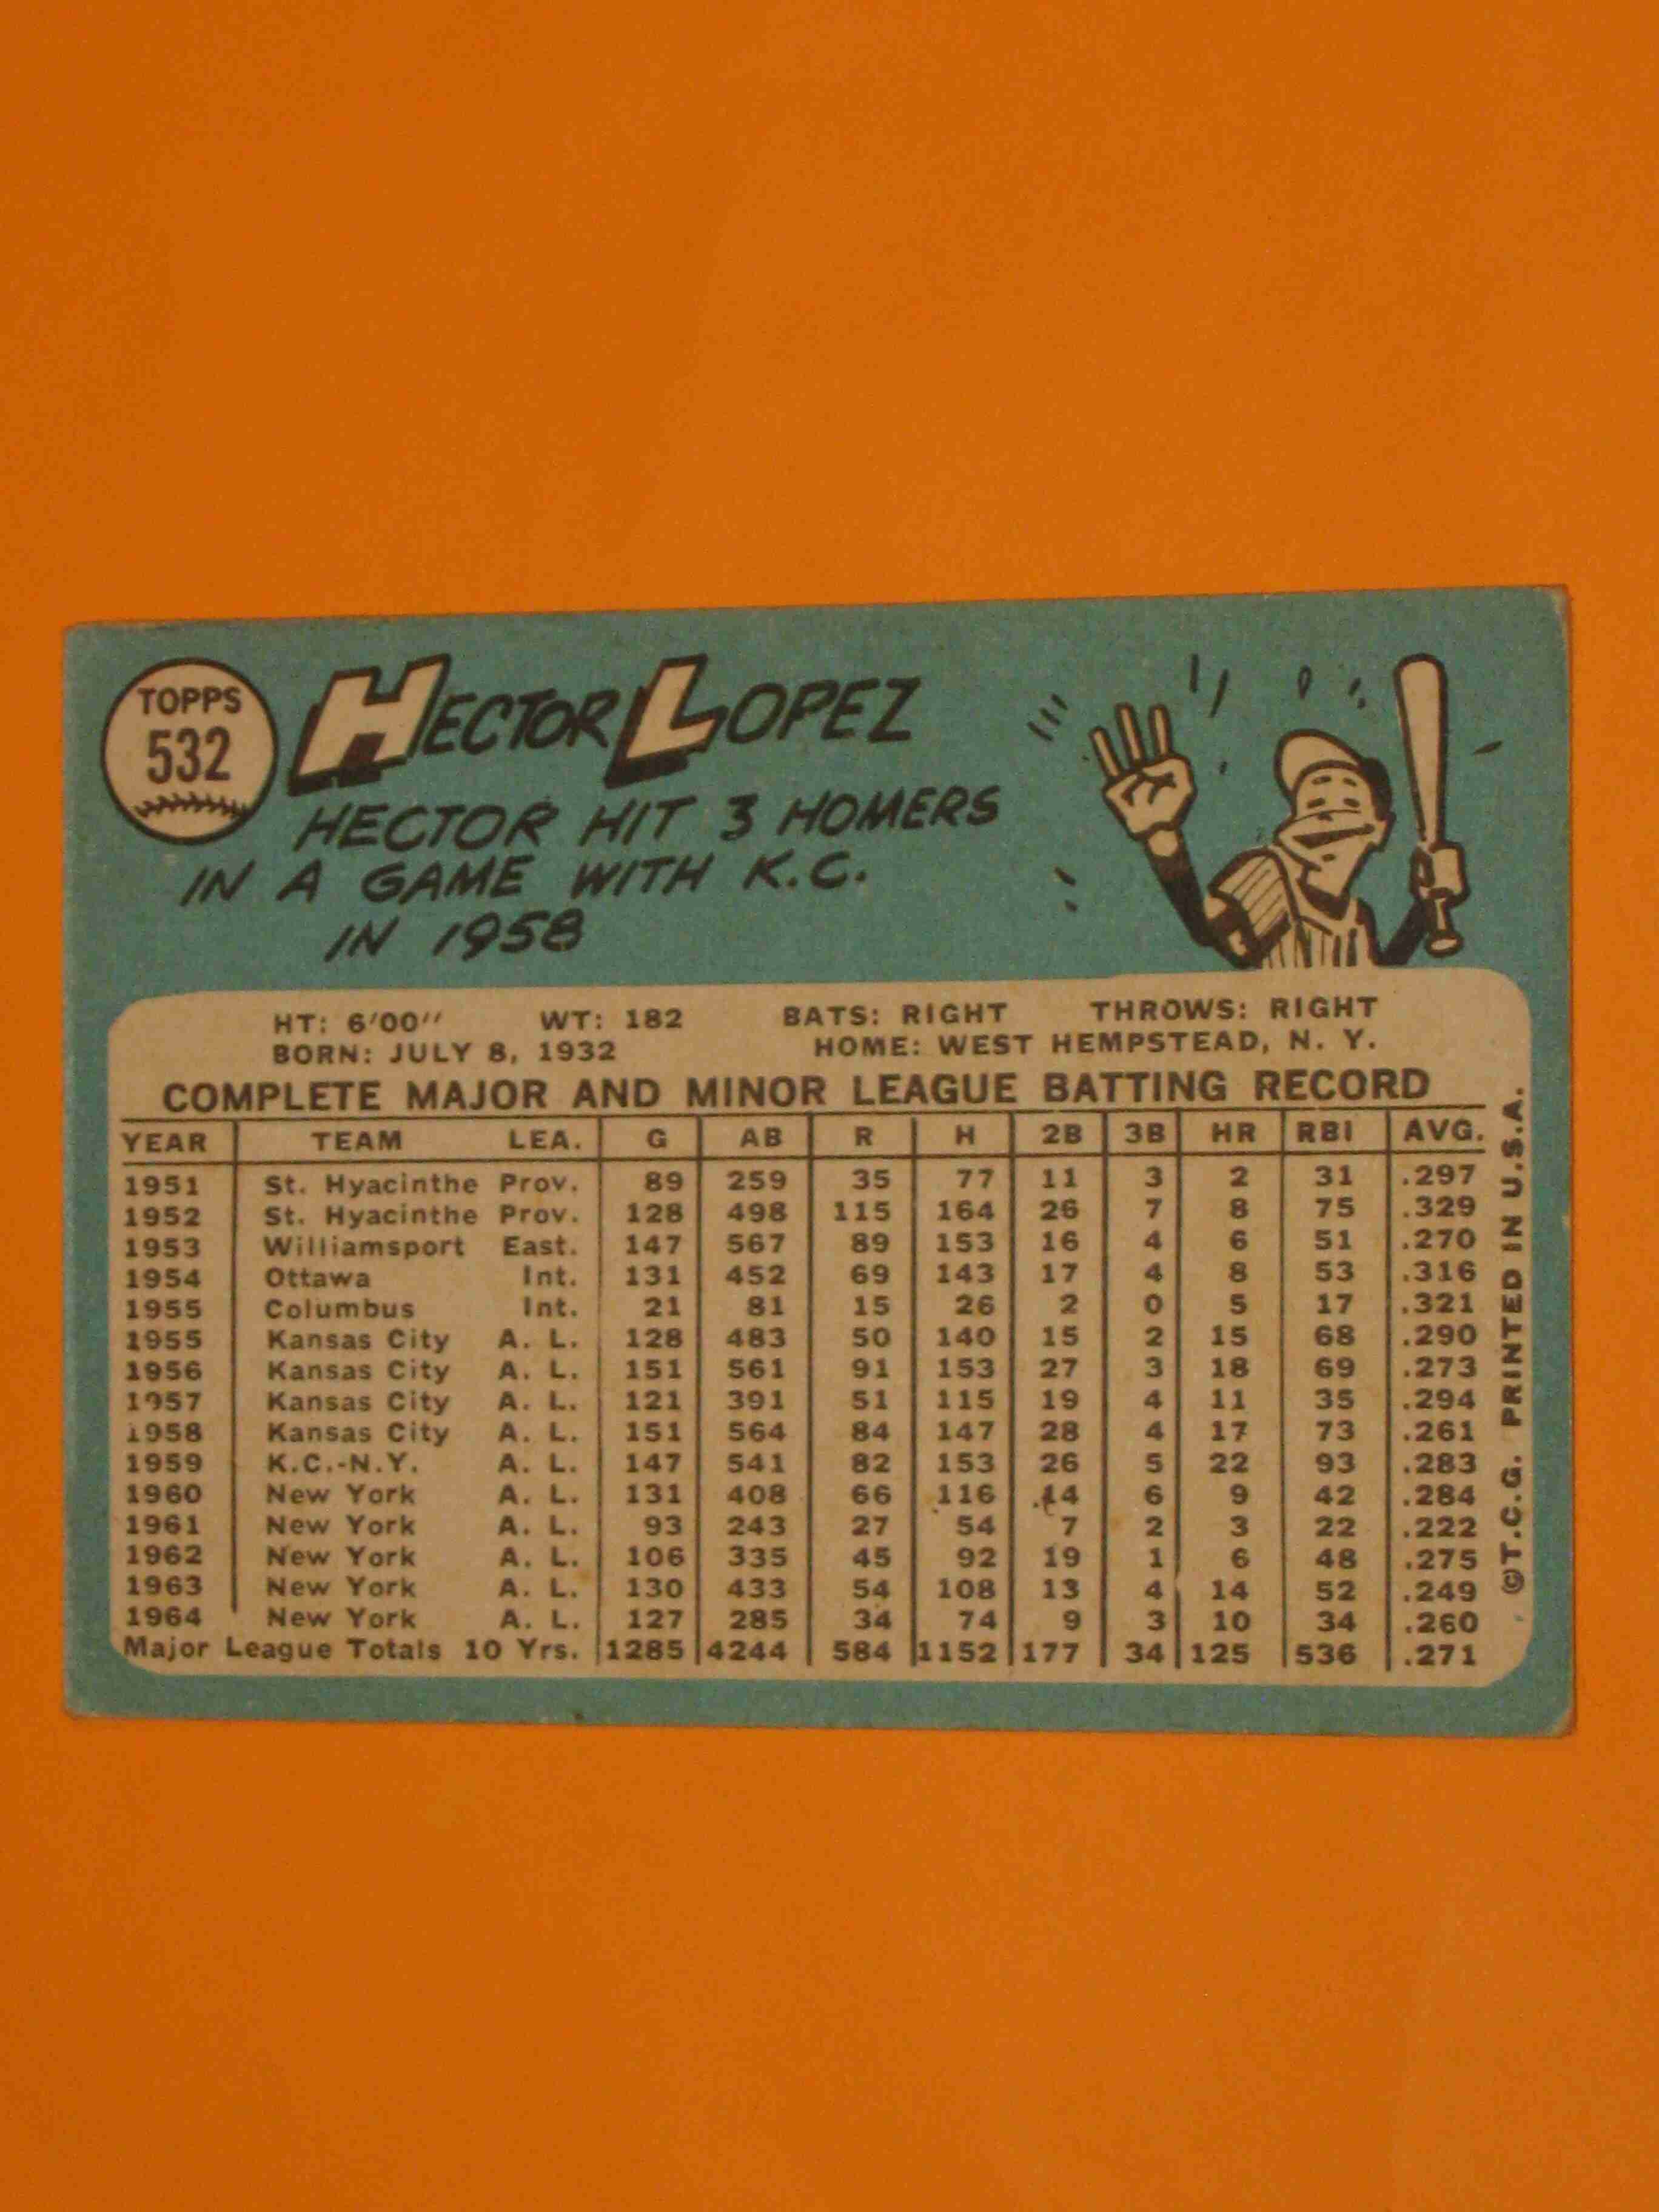 TOPPS
532
HECTOR LOPEZ
HECTOR HIT 3 HOMERS
IN A GAME WITH K.C.
IN 1958
HT: 6'00" WT: 182 BATS: RIGHT THROWS: RIGHT
BORN: JULY 8, 1932 HOME: WEST HEMPSTEAD, N. Y.
COMPLETE MAJOR AND MINOR LEAGUE BATTING RECORD
YEAR TEAM LEA. G AB R H 2B 3B HR RBI AVG.
1951 St. Hyacinthe Prov. 89 259 35 77 11 3 2 31 .297
1952 St. Hyacinthe Prov. 128 498 115 164 26 7 8 75 .329
1953 Williamsport East. 147 567 89 153 16 4 6 51 .270
1954 Ottawa Int. 131 452 69 143 17 4 8 53 .316
1955 Columbus Int. 21 81 15 26 2 0 5 17 .321
1955 Kansas City A. L. 128 483 50 140 15 2 15 68 .290
1956 Kansas City A. L. 151 561 91 153 27 3 18 69 .273
1957 Kansas City A. L. 121 391 51 115 19 4 11 35 .294
1958 Kansas City A. L. 151 564 84 147 28 4 17 73 .261
1959 K.C.-N.Y. A. L. 147 541 82 153 26 5 22 93 .283
1960 New York A. L. 131 408 66 116 14 6 9 42 .284
1961 New York A. L. 93 243 27 54 7 2 3 22 .222
1962 New York A. L. 106 335 45 92 19 1 6 48 .275
1963 New York A. L. 130 433 54 108 13 4 14 52 .249
1964 New York A. L. 127 285 34 74 9 3 10 34 .260
Major League Totals 10 Yrs. 1285 4244 584 1152 177 34 125 536 .271
©T.C.G. PRINTED IN U.S.A.